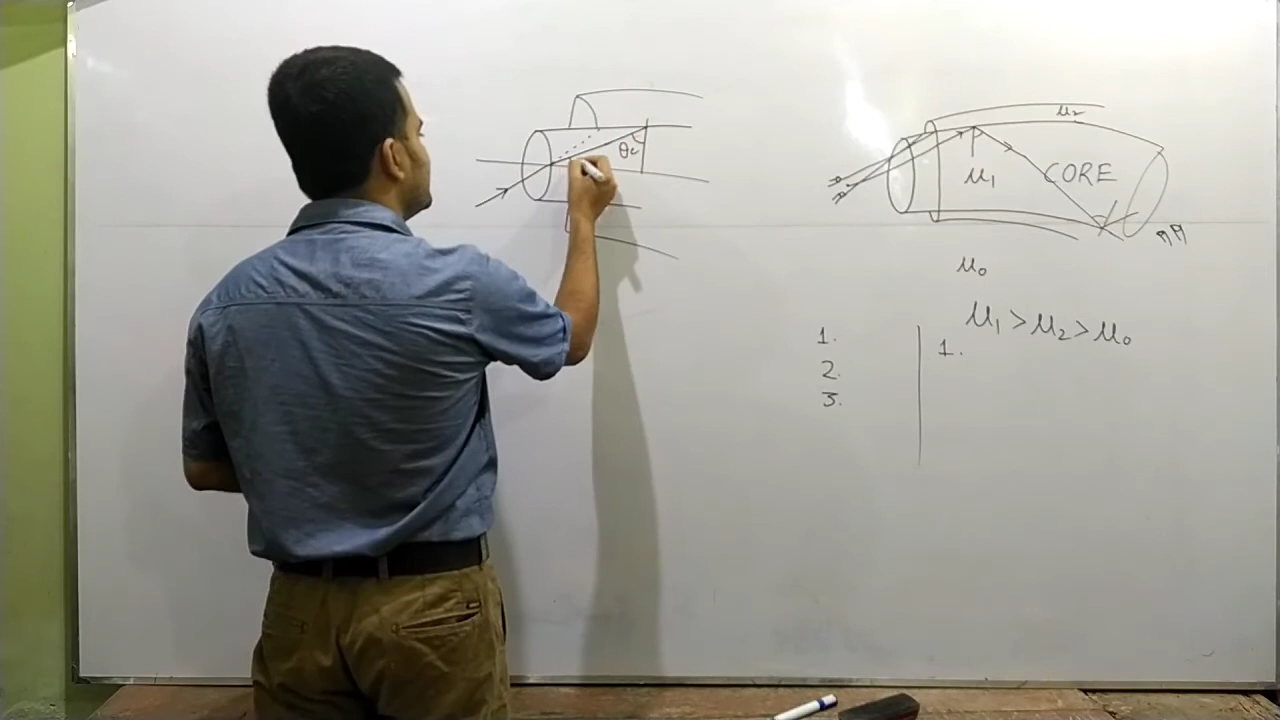 θc
μ₂
μ₁ CORE
μ₀
μ₁ > μ₂ > μ₀
1.
2.
3.
1.